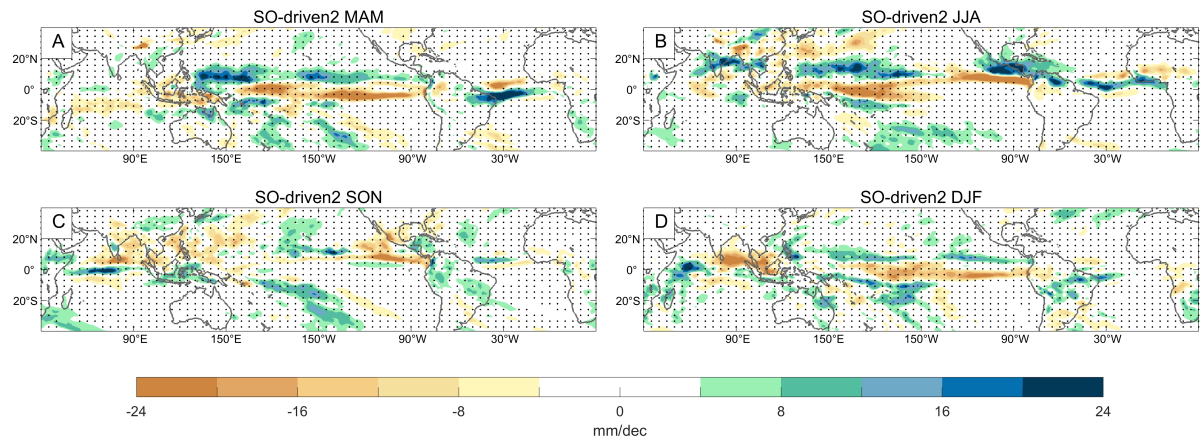 SO-driven2 MAM
SO-driven2 JJA
A
B
20°N
0°
20°S
20°N
0°
20°S
90°E
150°E
150°W
90°W
30°W
90°E
150°E
150°W
90°W
30°W
SO-driven2 SON
SO-driven2 DJF
C
D
20°N
0°
20°S
20°N
0°
20°S
90°E
150°E
150°W
90°W
30°W
90°E
150°E
150°W
90°W
30°W
-24
-16
-8
0
8
16
24
mm/dec